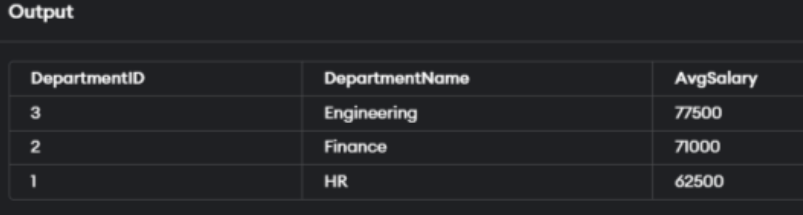 Output
DepartmentID DepartmentName AvgSalary
3 Engineering 77500
2 Finance 71000
1 HR 62500